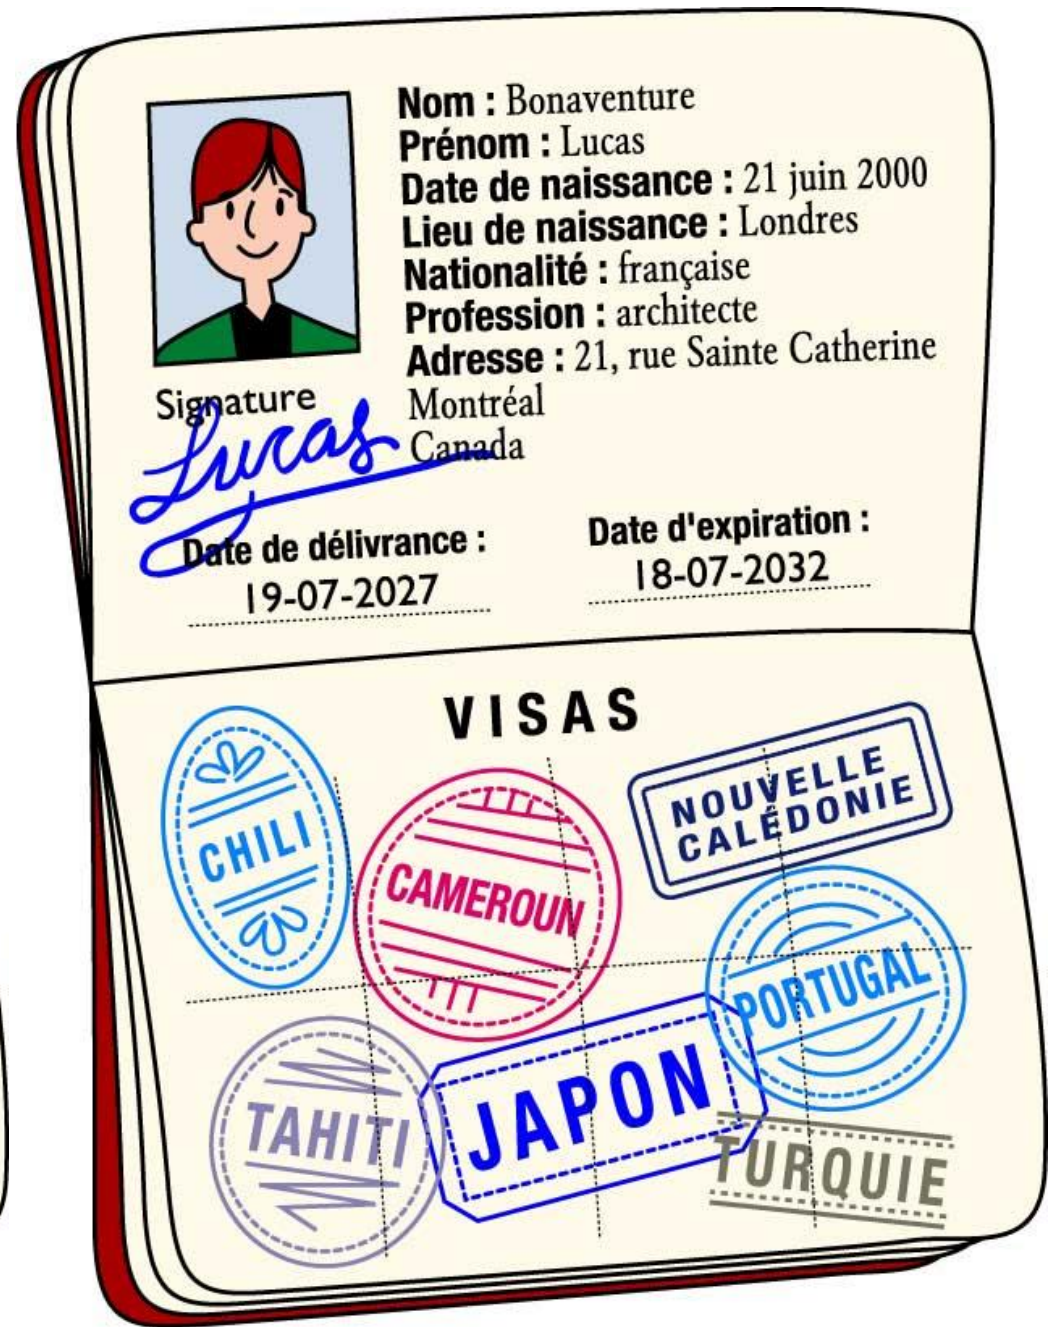 Nom : Bonaventure
Prénom : Lucas
Date de naissance : 21 juin 2000
Lieu de naissance : Londres
Nationalité : française
Profession : architecte
Adresse : 21, rue Sainte Catherine
Montréal
Canada
Signature
Lucas
Date de délivrance :
19-07-2027
Date d'expiration :
18-07-2032
VISAS
CHILI
CAMEROUN
NOUVELLE
CALÉDONIE
PORTUGAL
TAHITI
JAPON
TURQUIE